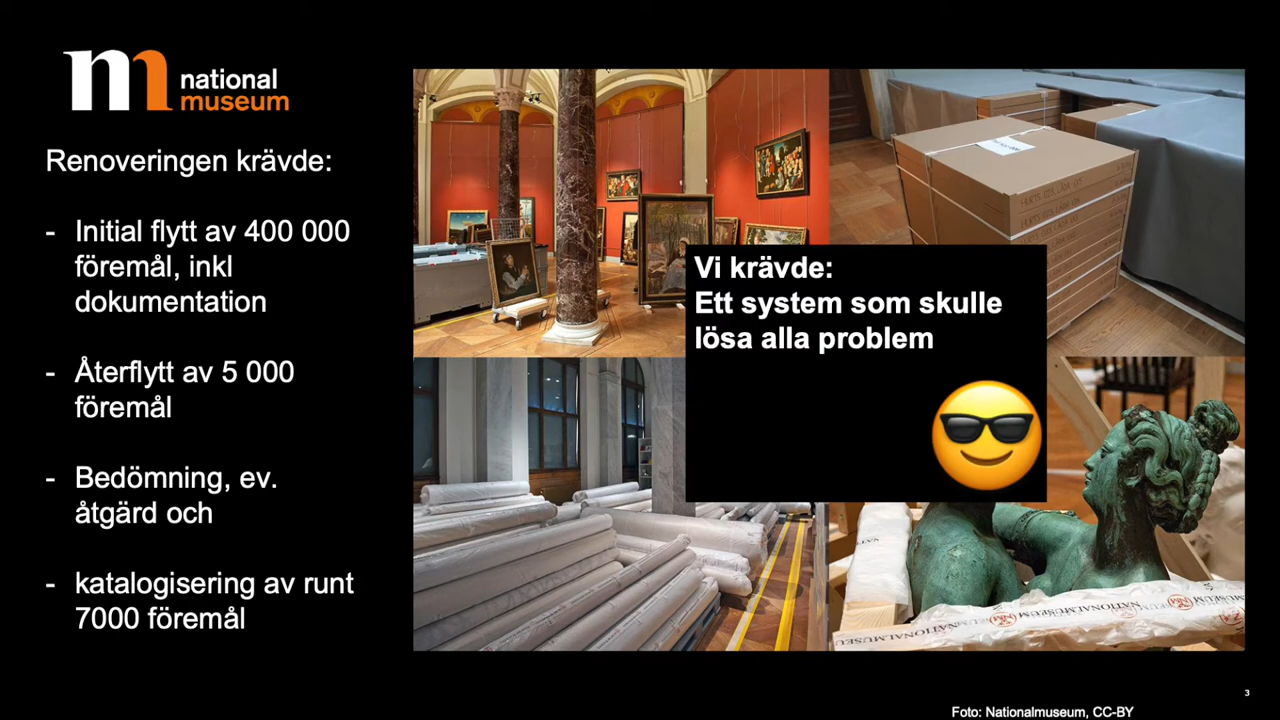 national
museum
Renoveringen krävde:
- Initial flytt av 400 000
föremål, inkl
dokumentation
- Återflytt av 5 000
föremål
- Bedömning, ev.
åtgärd och
- katalogisering av runt
7000 föremål
Vi krävde:
Ett system som skulle
lösa alla problem
NATIONALMUSEUM
3
Foto: Nationalmuseum, CC-BY